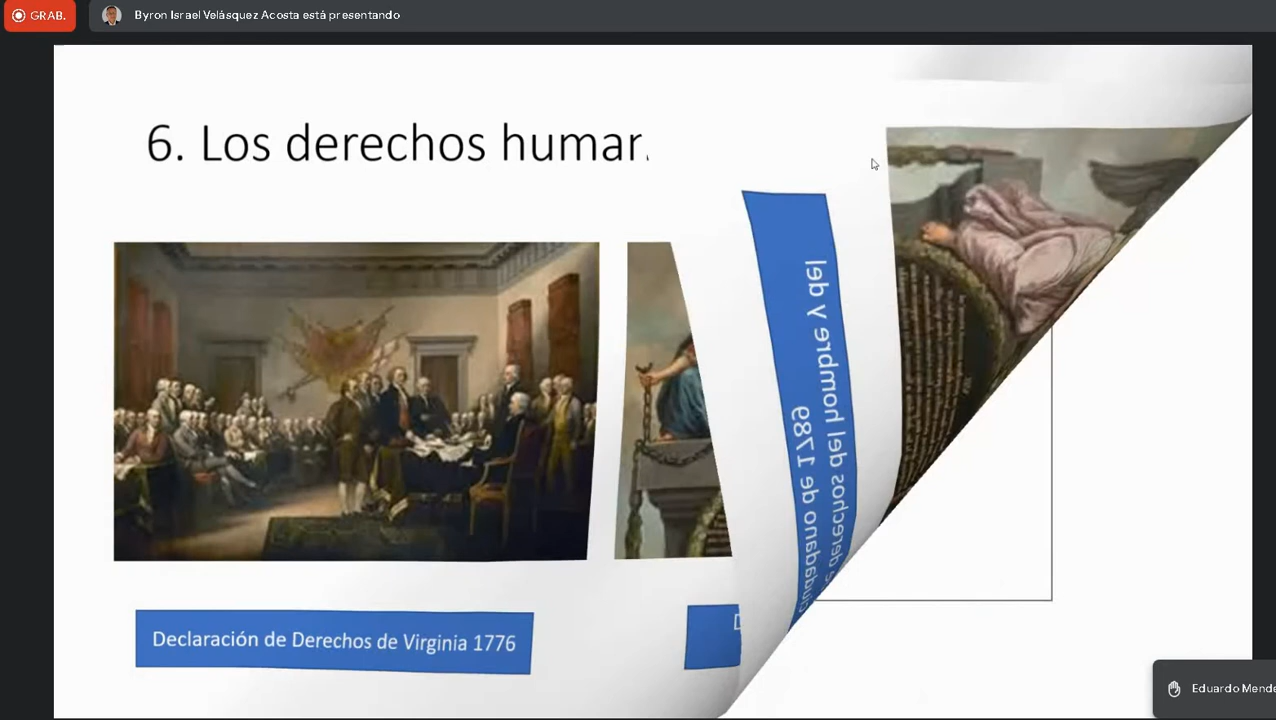 GRAB.
Byron Israel Velásquez Acosta está presentando
6. Los derechos humar
Declaración de Derechos de Virginia 1776
derechos del hombre y del
ciudadano de 1789
Eduardo Mende